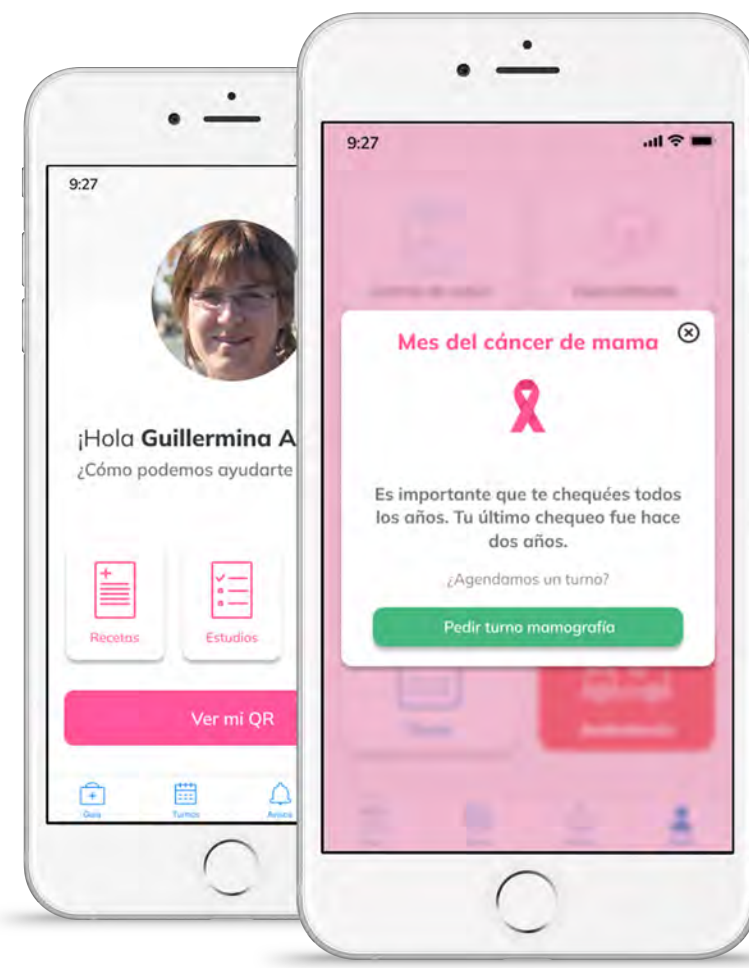 9:27
¡Hola Guillermina A
¿Cómo podemos ayudarte
Recetas
Estudios
Ver mi QR
Guía
Turnos
Avisos
9:27
Mes del cáncer de mama
Es importante que te chequées todos
los años. Tu último chequeo fue hace
dos años.
¿Agendamos un turno?
Pedir turno mamografía